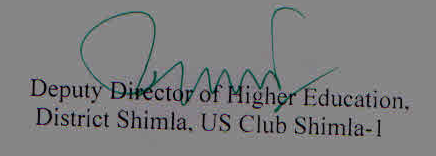 Deputy Director of Higher Education,
District Shimla, US Club Shimla-1